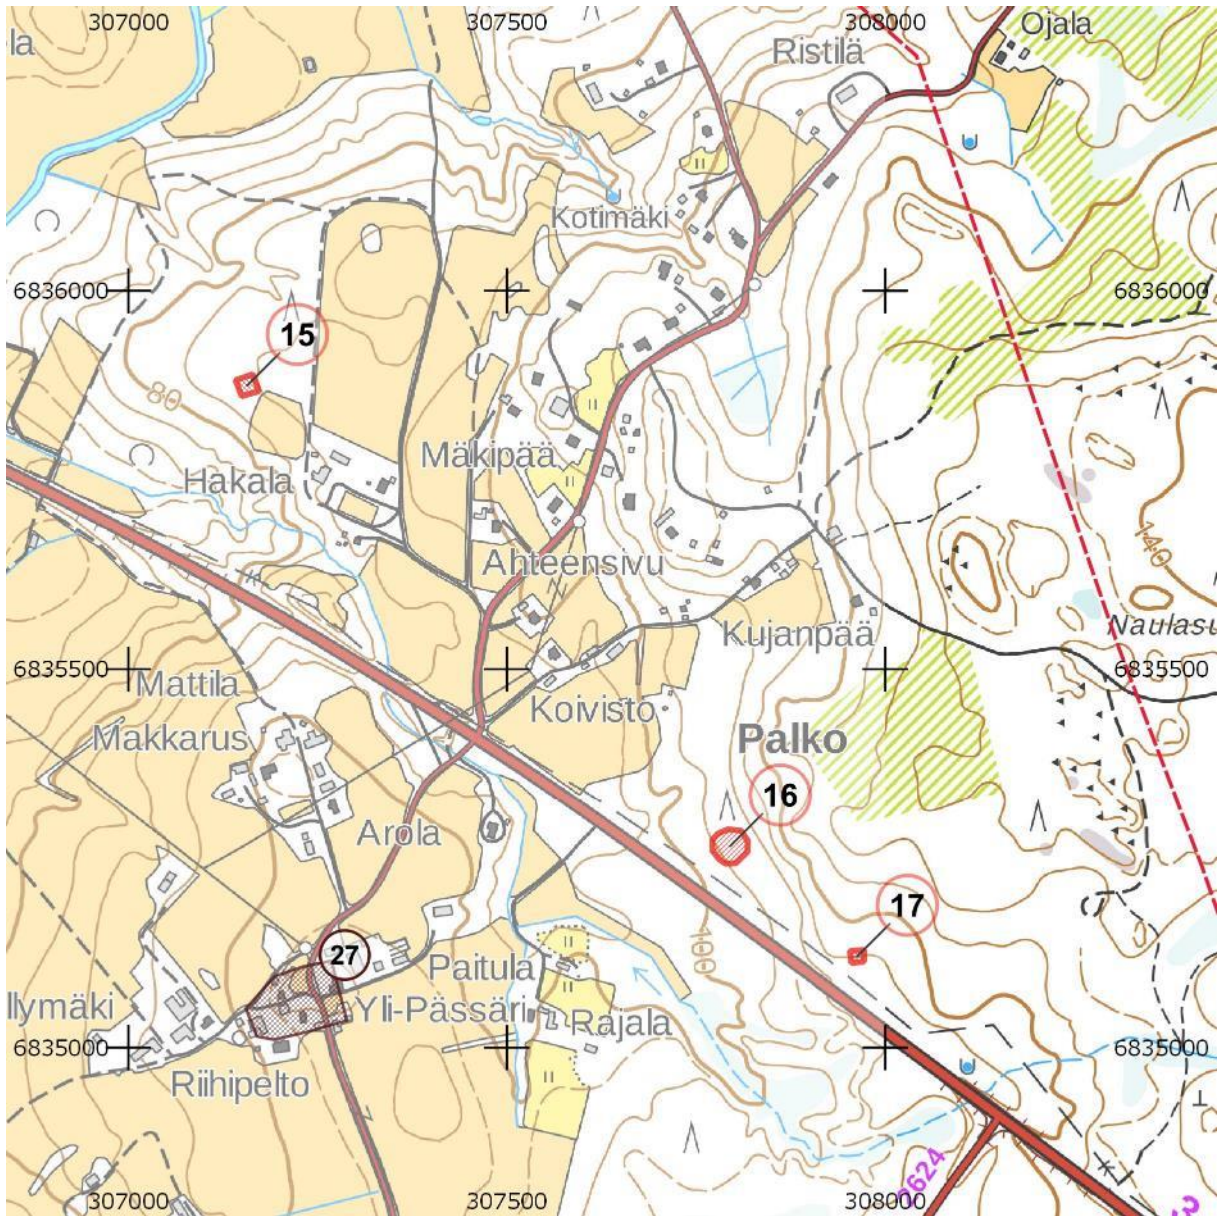 307000 307500 308000
Ojala
Ristilä
la
Kotimäki
6836000 6836000
15
80
Mäkipää
Hakala
140
Ahteensivu
Kujanpää
Naulasu
6835500 6835500
Mattila
Koivisto
Makkarus
Palko
16
Arola
17
27
100
Paitula
Yli-Pässäri
llymäki
Rajala
6835000 6835000
Riihipelto
2624
307000 307500 308000
3